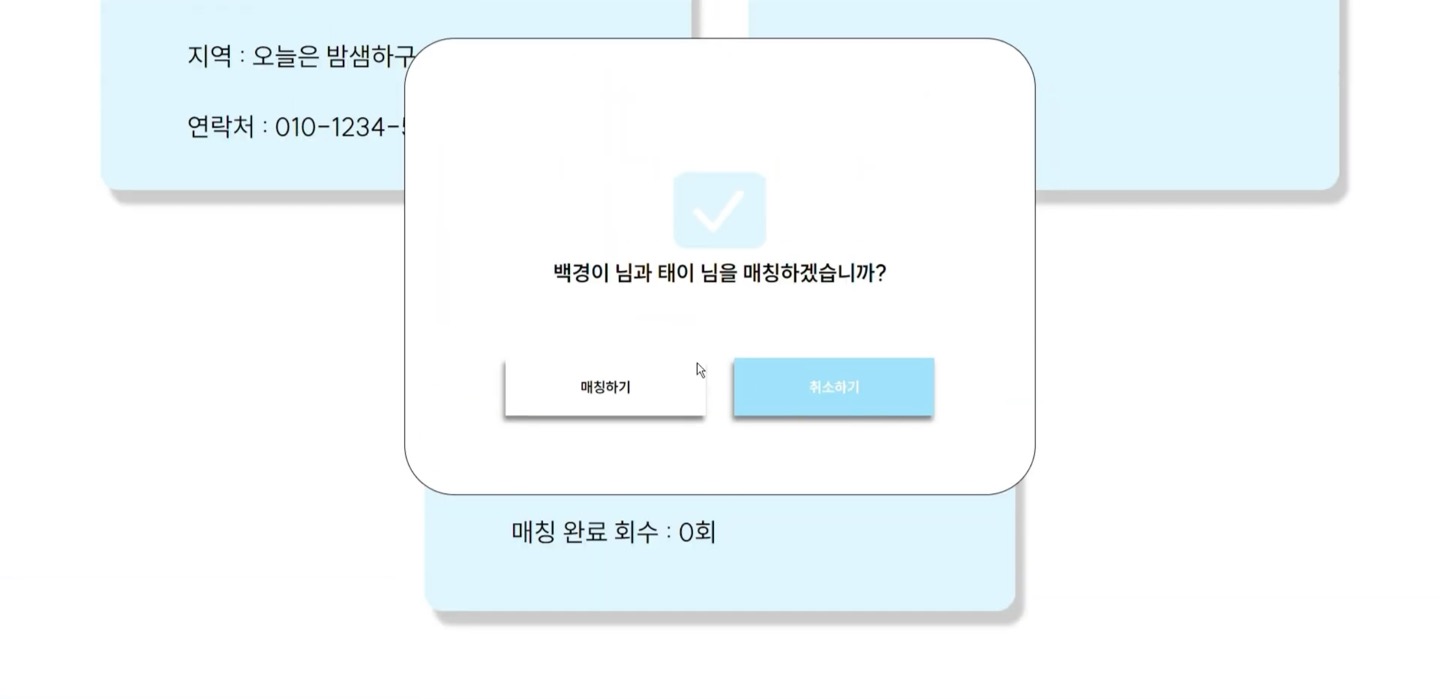 지역 : 오늘은 밤샘하구
연락처 : 010-1234-
백경이 님과 태이 님을 매칭하겠습니까?
매칭하기
취소하기
매칭 완료 회수 : 0회